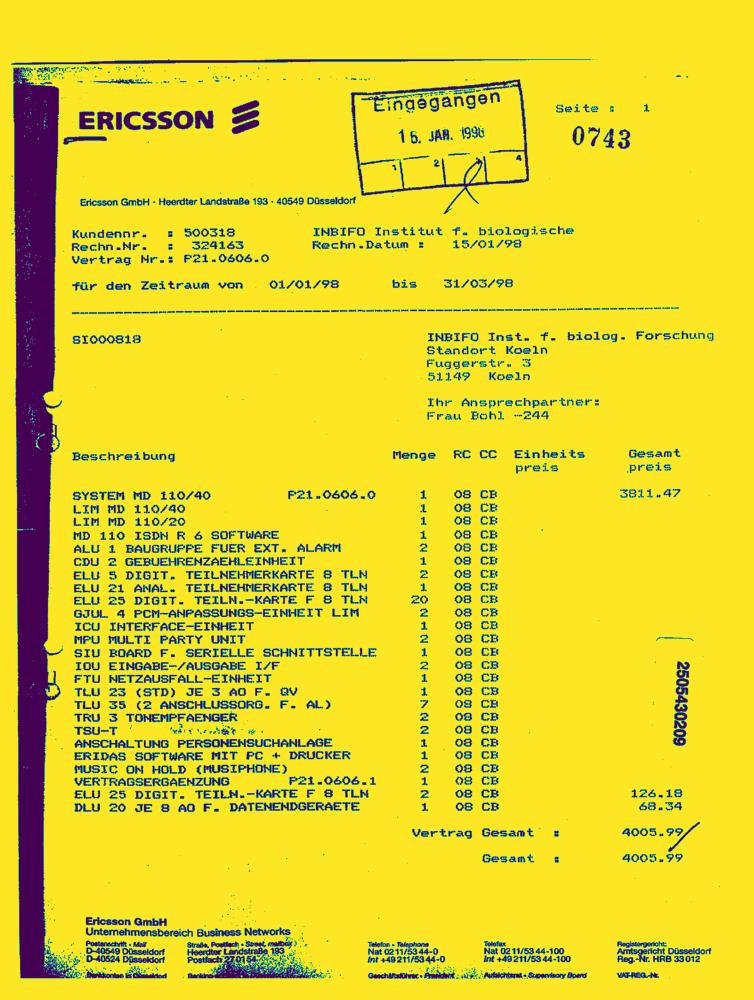 ERICSSON
Eingegangen
16. JAN. 1998
1 2 3 4
Seite : 1
0743
Ericsson GmbH · Heerdter Landstraße 193 · 40549 Düsseldorf
Kundennr. : 500318 INBIFO Institut f. biologische
Rechn.Nr. : 324163 Rechn.Datum : 15/01/98
Vertrag Nr.: P21.0606.0
für den Zeitraum von 01/01/98 bis 31/03/98
SI000818
INBIFO Inst. f. biolog. Forschung
Standort Koeln
Fuggerstr. 3
51149 Koeln
Ihr Ansprechpartner:
Frau Bohl -244
Beschreibung Menge RC CC Einheits Gesamt
preis preis
SYSTEM MD 110/40 P21.0606.0 1 08 CB 3811.47
LIM MD 110/40 1 08 CB
LIM MD 110/20 1 08 CB
MD 110 ISDN R 6 SOFTWARE 1 08 CB
ALU 1 BAUGRUPPE FUER EXT. ALARM 2 08 CB
CDU 2 GEBUEHRENZAEHLEINHEIT 1 08 CB
ELU 5 DIGIT. TEILNEHMERKARTE 8 TLN 2 08 CB
ELU 21 ANAL. TEILNEHMERKARTE 8 TLN 1 08 CB
ELU 25 DIGIT. TEILN.-KARTE F 8 TLN 20 08 CB
GJUL 4 PCM-ANPASSUNGS-EINHEIT LIM 2 08 CB
ICU INTERFACE-EINHEIT 1 08 CB
MPU MULTI PARTY UNIT 2 08 CB
SIU BOARD F. SERIELLE SCHNITTSTELLE 1 08 CB
IOU EINGABE-/AUSGABE I/F 2 08 CB
FTU NETZAUSFALL-EINHEIT 1 08 CB
TLU 23 (STD) JE 3 AO F. QV 1 08 CB
TLU 35 (2 ANSCHLUSSORG. F. AL) 7 08 CB
TRU 3 TONEMPFAENGER 2 08 CB
TSU-T 2 08 CB
ANSCHALTUNG PERSONENSUCHANLAGE 1 08 CB
ERIDAS SOFTWARE MIT PC + DRUCKER 1 08 CB
MUSIC ON HOLD (MUSIPHONE) 2 08 CB
VERTRAGSERGAENZUNG P21.0606.1 1 08 CB
ELU 25 DIGIT. TEILN.-KARTE F 8 TLN 2 08 CB 126.18
DLU 20 JE 8 AO F. DATENENDGERAETE 1 08 CB 68.34
Vertrag Gesamt : 4005.99
Gesamt : 4005.99
2505430209
Ericsson GmbH
Unternehmensbereich Business Networks
Postanschrift · Mail Straße, Postfach · Street, mailbox Telefon · Telephone Telefax Registergericht:
D-40549 Düsseldorf Heerdter Landstraße 193 Nat 02 11/53 44-0 Nat 02 11/53 44-100 Amtsgericht Düsseldorf
D-40524 Düsseldorf Postfach 27 01 54 Int +49 211/53 44-0 Int +49 211/53 44-100 Reg.-Nr. HRB 33 012
Bankkonten in Düsseldorf Geschäftsführer · President Aufsichtsrat · Supervisory Board VAT-REG.-Nr.